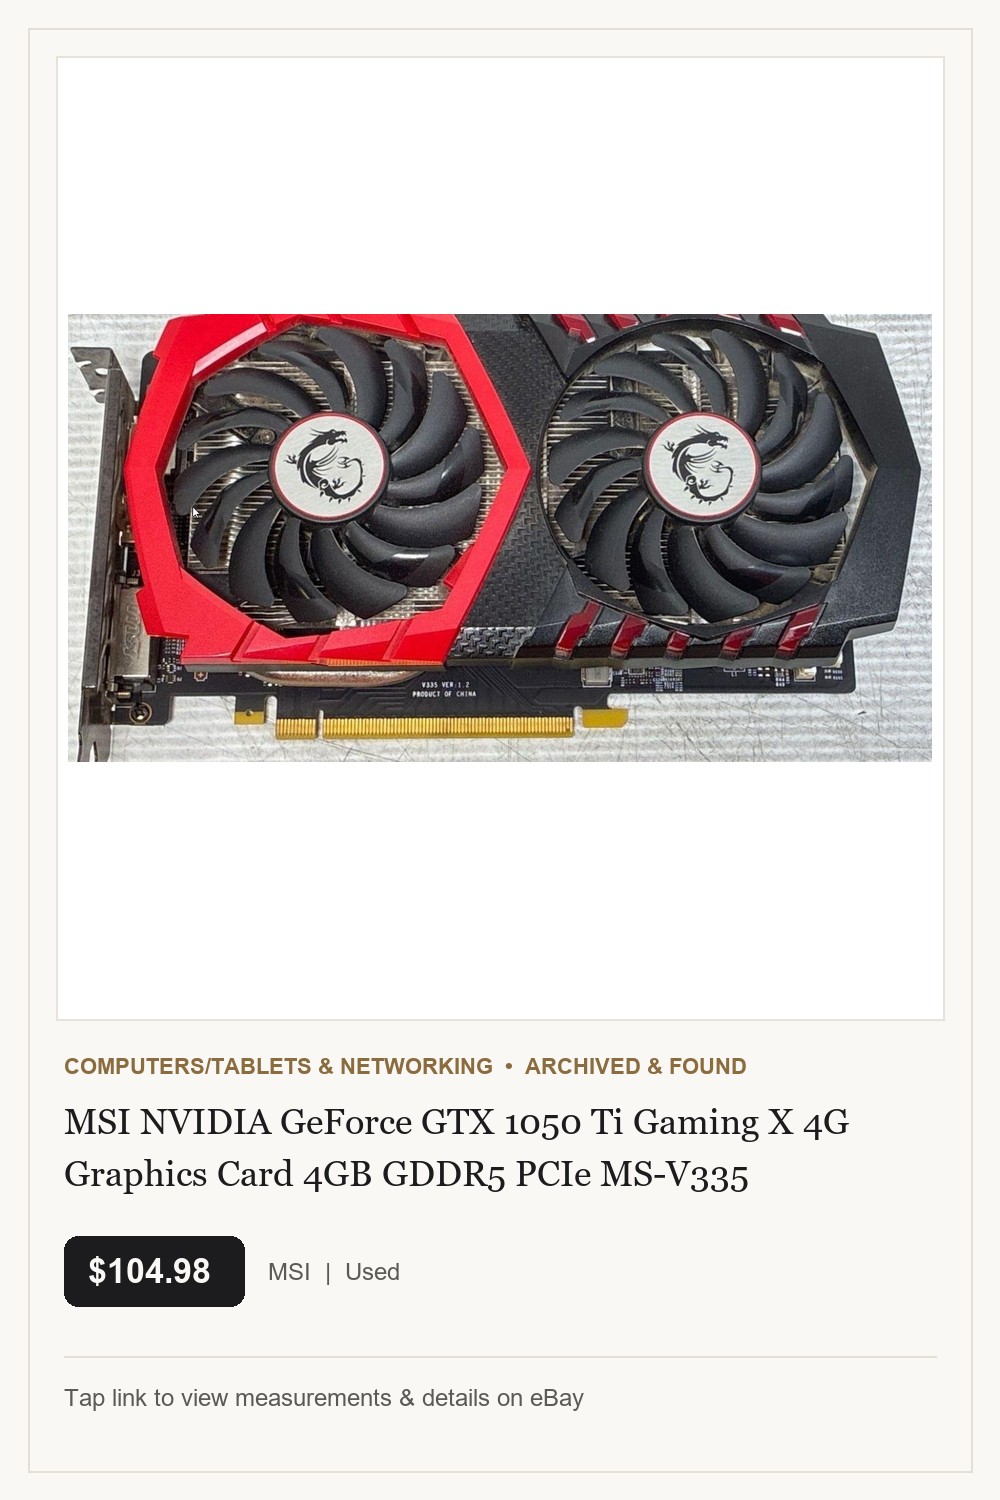 V335 VER:1.2
PRODUCT OF CHINA
COMPUTERS/TABLETS & NETWORKING • ARCHIVED & FOUND
MSI NVIDIA GeForce GTX 1050 Ti Gaming X 4G
Graphics Card 4GB GDDR5 PCIe MS-V335
$104.98
MSI | Used
Tap link to view measurements & details on eBay